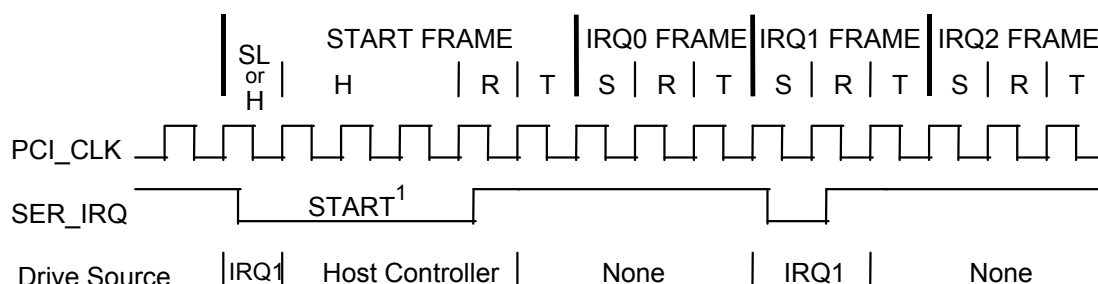 START FRAME IRQ0 FRAME IRQ1 FRAME IRQ2 FRAME
SL
or
H
H R T S R T S R T S R T
PCI_CLK
SER_IRQ START1
Drive Source IRQ1 Host Controller None IRQ1 None